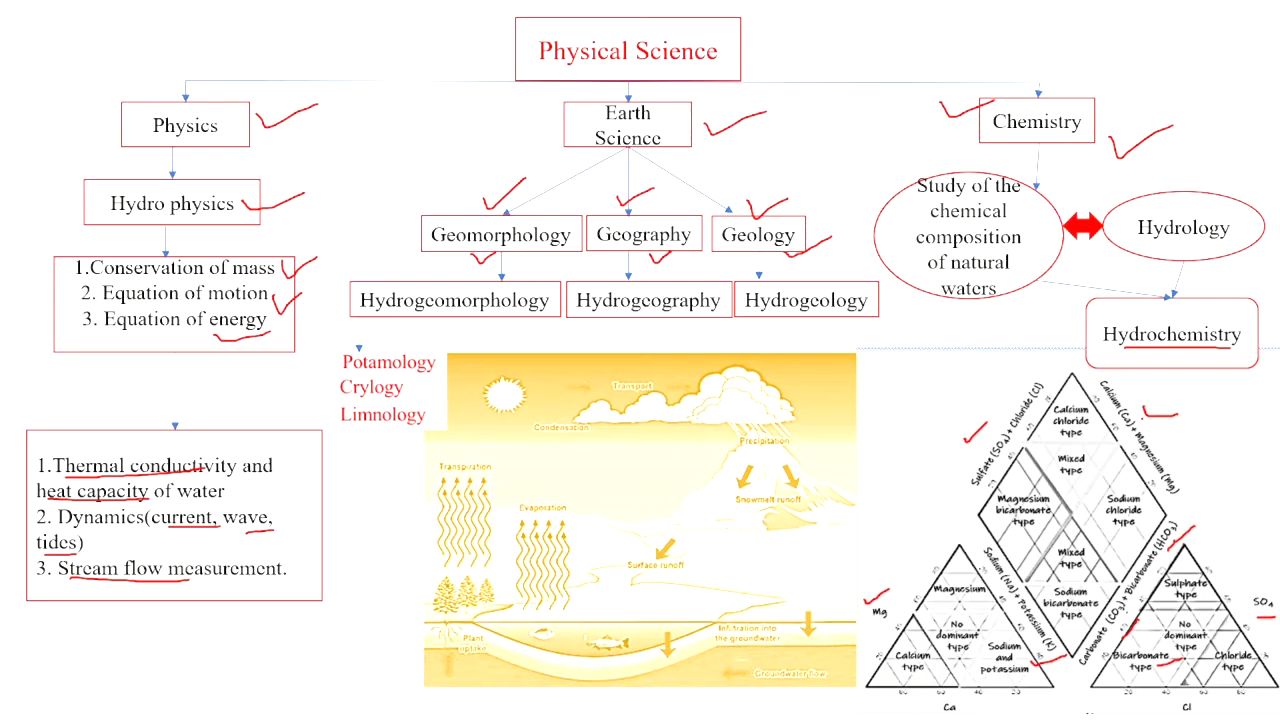 Physical Science
Physics
Earth
Science
Chemistry
Hydro physics
Geomorphology
Geography
Geology
Study of the
chemical
composition
of natural
waters
Hydrology
1.Conservation of mass
2. Equation of motion
3. Equation of energy
Hydrogeomorphology
Hydrogeography
Hydrogeology
Hydrochemistry
Potamology
Crylogy
Limnology
1.Thermal conductivity and
heat capacity of water
2. Dynamics(current, wave,
tides)
3. Stream flow measurement.
Transport
Condensation
Precipitation
Transpiration
Snowmelt runoff
Evaporation
Surface runoff
Plant
uptake
Infiltration into
the groundwater
Groundwater flow
Sulfate (SO4) + Chloride (Cl)
Calcium (Ca) + Magnesium (Mg)
Calcium
chloride
type
Mixed
type
Magnesium
bicarbonate
type
Sodium
chloride
type
Mixed
type
Sodium
bicarbonate
type
Sodium (Na) + Potassium (K)
Carbonate (CO3) + Bicarbonate (HCO3)
Mg
Magnesium
No
dominant
type
Calcium
type
Sodium
and
potassium
Ca
Sulphate
type
SO4
No
dominant
type
Bicarbonate
type
Chloride
type
Cl